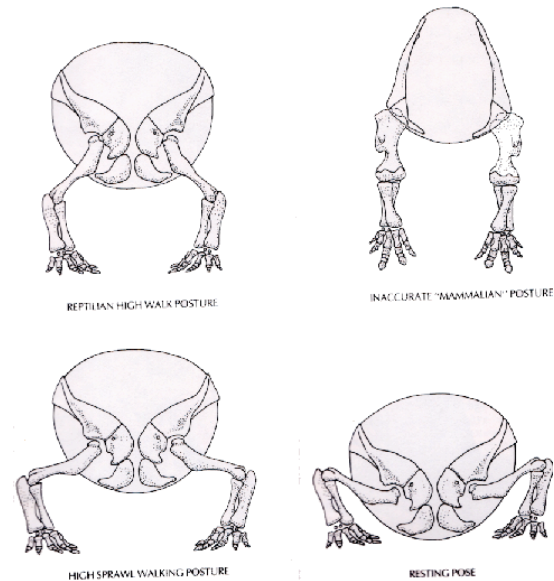 REPTILIAN HIGH WALK POSTURE
INACCURATE "MAMMALIAN" POSTURE
HIGH SPRAWL WALKING POSTURE
RESTING POSE